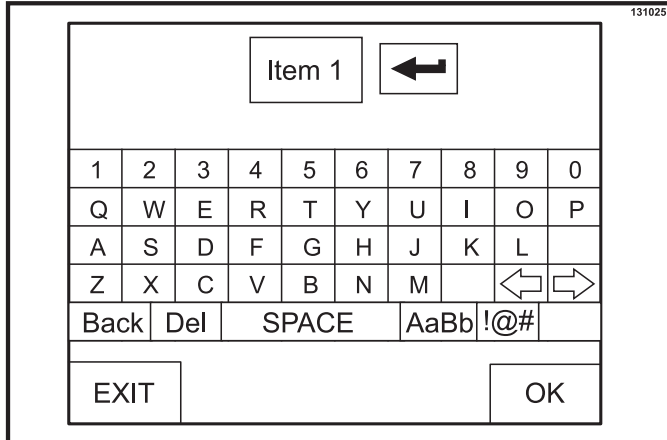 131025
Item 1
1 2 3 4 5 6 7 8 9 0
Q W E R T Y U I O P
A S D F G H J K L
Z X C V B N M
Back Del SPACE AaBb !@#
EXIT OK